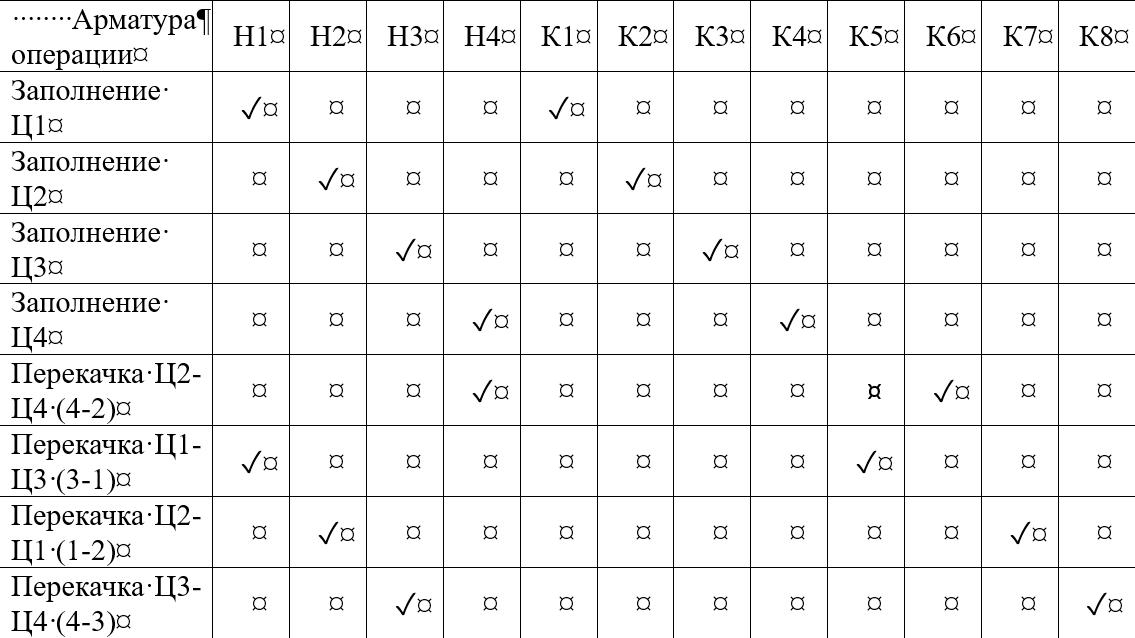 ········Арматура¶ Н1¤ Н2¤ Н3¤ Н4¤ К1¤ К2¤ К3¤ К4¤ К5¤ К6¤ К7¤ К8¤
операции¤
Заполнение· ✓¤ ¤ ¤ ¤ ✓¤ ¤ ¤ ¤ ¤ ¤ ¤ ¤
Ц1¤
Заполнение· ¤ ✓¤ ¤ ¤ ¤ ✓¤ ¤ ¤ ¤ ¤ ¤ ¤
Ц2¤
Заполнение· ¤ ¤ ✓¤ ¤ ¤ ¤ ✓¤ ¤ ¤ ¤ ¤ ¤
Ц3¤
Заполнение· ¤ ¤ ¤ ✓¤ ¤ ¤ ¤ ✓¤ ¤ ¤ ¤ ¤
Ц4¤
Перекачка·Ц2- ¤ ¤ ¤ ✓¤ ¤ ¤ ¤ ¤ ¤ ✓¤ ¤ ¤
Ц4·(4-2)¤
Перекачка·Ц1- ✓¤ ¤ ¤ ¤ ¤ ¤ ¤ ¤ ✓¤ ¤ ¤ ¤
Ц3·(3-1)¤
Перекачка·Ц2- ¤ ✓¤ ¤ ¤ ¤ ¤ ¤ ¤ ¤ ¤ ✓¤ ¤
Ц1·(1-2)¤
Перекачка·Ц3- ¤ ¤ ✓¤ ¤ ¤ ¤ ¤ ¤ ¤ ¤ ¤ ✓¤
Ц4·(4-3)¤